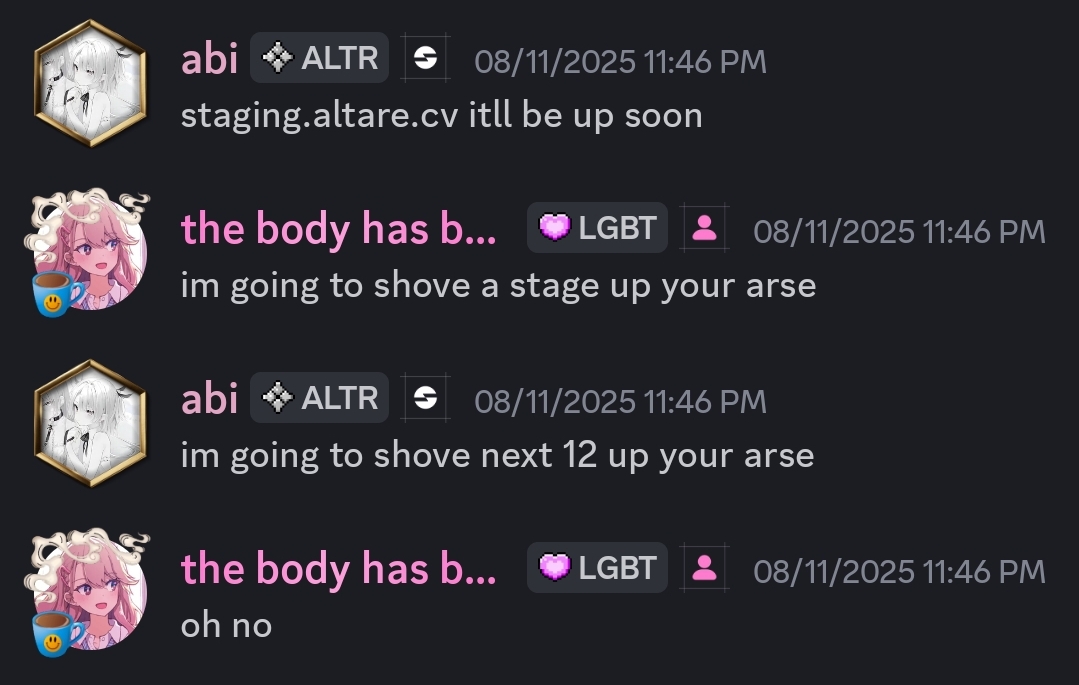 abi ALTR 08/11/2025 11:46 PM
staging.altare.cv itll be up soon
the body has b... LGBT 08/11/2025 11:46 PM
im going to shove a stage up your arse
abi ALTR 08/11/2025 11:46 PM
im going to shove next 12 up your arse
the body has b... LGBT 08/11/2025 11:46 PM
oh no